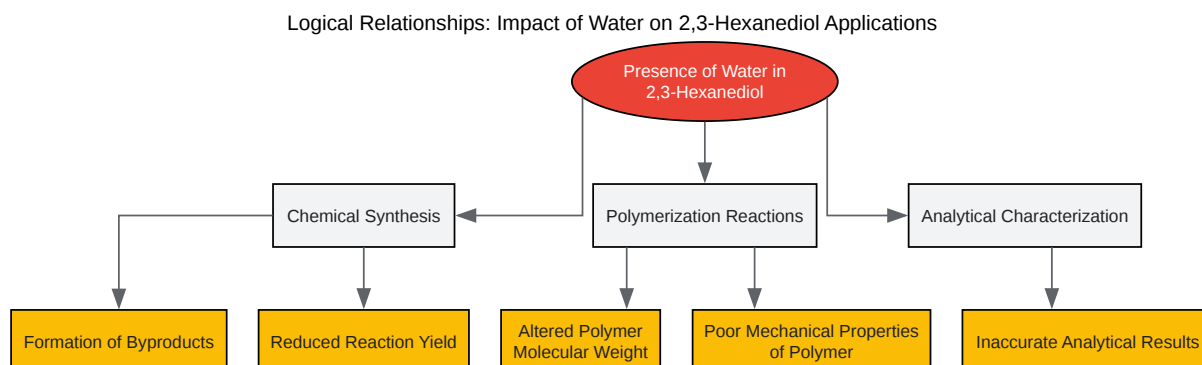 Logical Relationships: Impact of Water on 2,3-Hexanediol Applications
Presence of Water in
2,3-Hexanediol
Chemical Synthesis
Polymerization Reactions
Analytical Characterization
Formation of Byproducts
Reduced Reaction Yield
Altered Polymer
Molecular Weight
Poor Mechanical Properties
of Polymer
Inaccurate Analytical Results